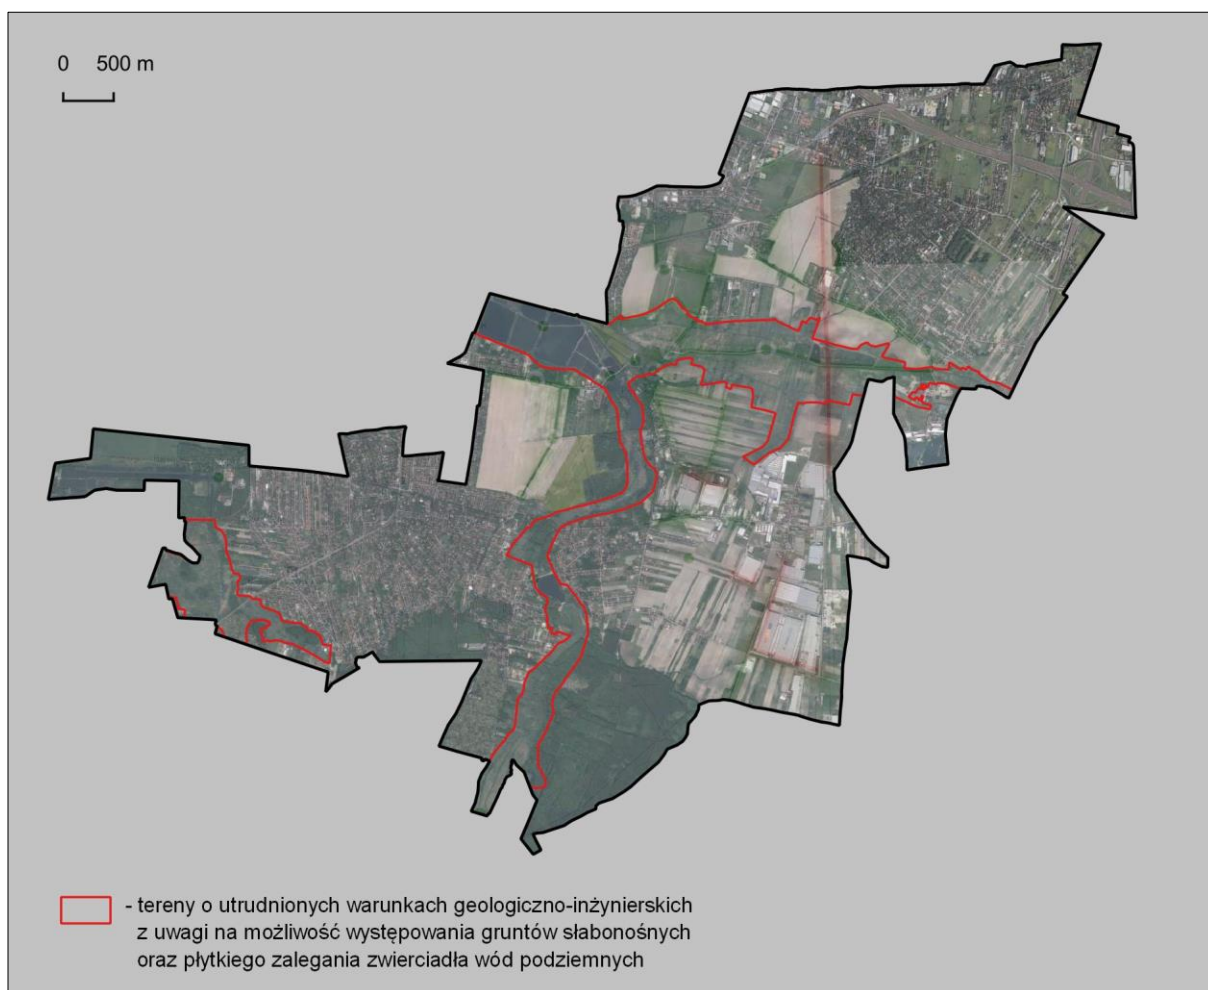 0 500 m
- tereny o utrudnionych warunkach geologiczno-inżynierskich
z uwagi na możliwość występowania gruntów słabonośnych
oraz płytkiego zalegania zwierciadła wód podziemnych